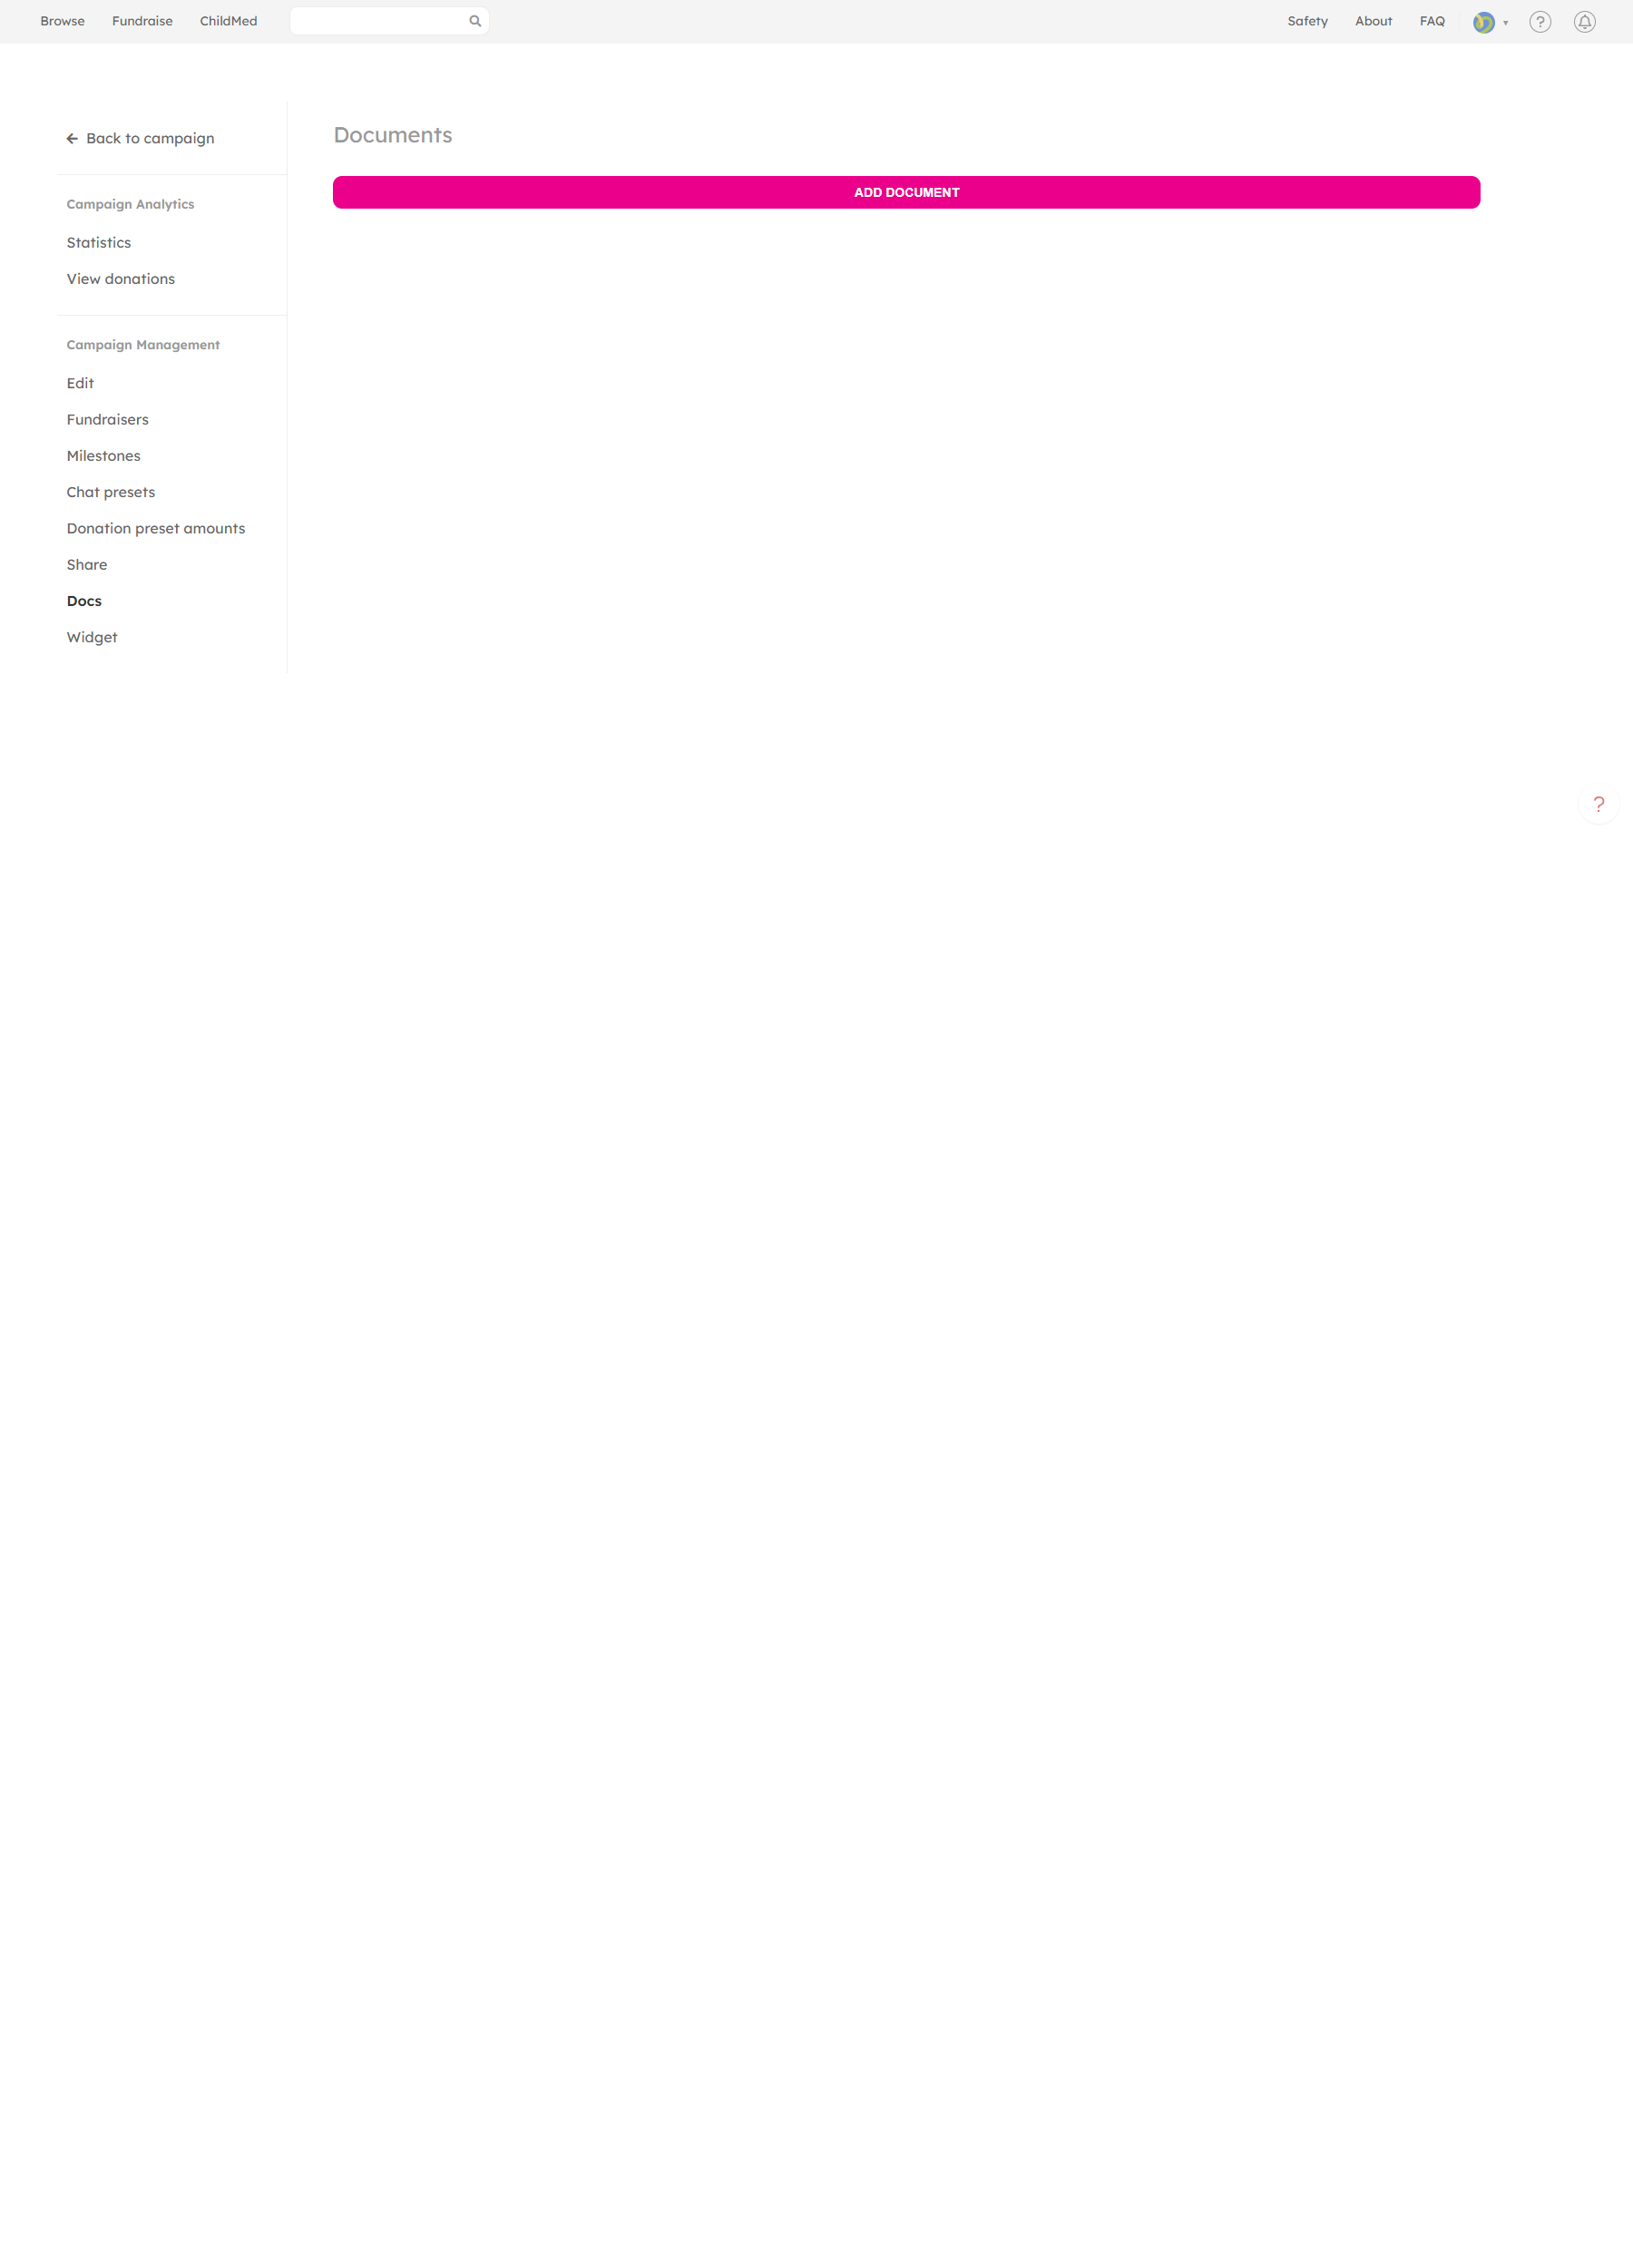 Browse Fundraise ChildMed Safety About FAQ
Back to campaign
Documents
ADD DOCUMENT
Campaign Analytics
Statistics
View donations
Campaign Management
Edit
Fundraisers
Milestones
Chat presets
Donation preset amounts
Share
Docs
Widget
?